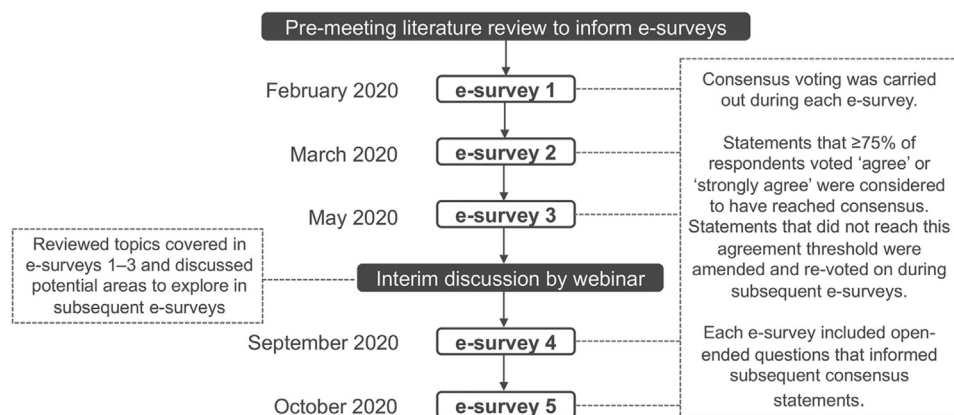 Pre-meeting literature review to inform e-surveys
February 2020
e-survey 1
March 2020
e-survey 2
May 2020
e-survey 3
Interim discussion by webinar
September 2020
e-survey 4
October 2020
e-survey 5
Reviewed topics covered in
e-surveys 1–3 and discussed
potential areas to explore in
subsequent e-surveys
Consensus voting was carried
out during each e-survey.
Statements that ≥75% of
respondents voted ‘agree’ or
‘strongly agree’ were considered
to have reached consensus.
Statements that did not reach this
agreement threshold were
amended and re-voted on during
subsequent e-surveys.
Each e-survey included open-
ended questions that informed
subsequent consensus
statements.